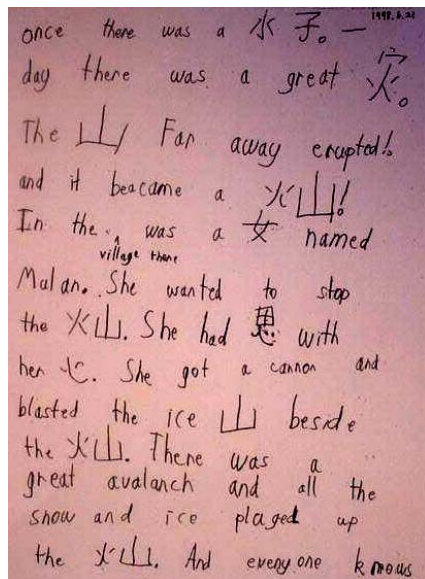 1998.6.21
once there was a 水 子。一
day there was a great 灾。
The 山 Far away erupted!
and it beacame a 火山!
In the village there was a 女 named
Mulan. She wanted to stop
the 火山. She had 思 with
her 心. She got a cannon and
blasted the ice 山 beside
the 火山. There was a
great avalanch and all the
snow and ice plaged up
the 火山. And everyone knows